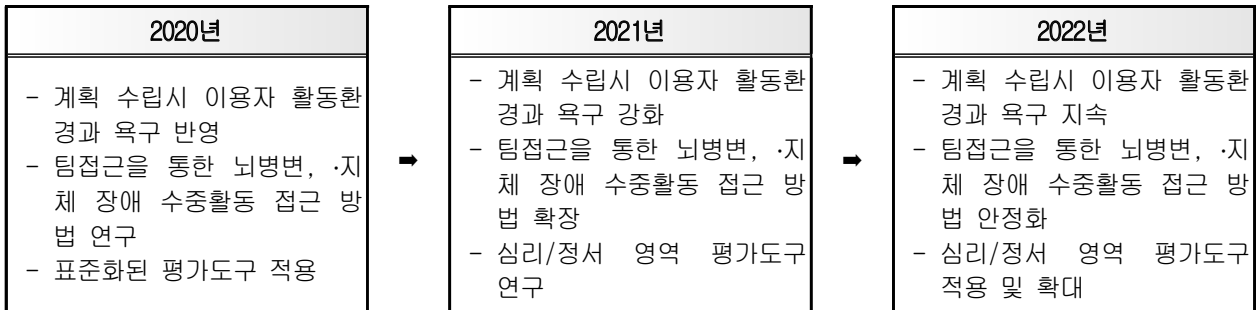 2020년
- 계획 수립시 이용자 활동환
경과 욕구 반영
- 팀접근을 통한 뇌병변, ·지
체 장애 수중활동 접근 방
법 연구
- 표준화된 평가도구 적용
➡
2021년
- 계획 수립시 이용자 활동환
경과 욕구 강화
- 팀접근을 통한 뇌병변, ·지
체 장애 수중활동 접근 방
법 확장
- 심리/정서 영역 평가도구
연구
➡
2022년
- 계획 수립시 이용자 활동환
경과 욕구 지속
- 팀접근을 통한 뇌병변, ·지
체 장애 수중활동 접근 방
법 안정화
- 심리/정서 영역 평가도구
적용 및 확대